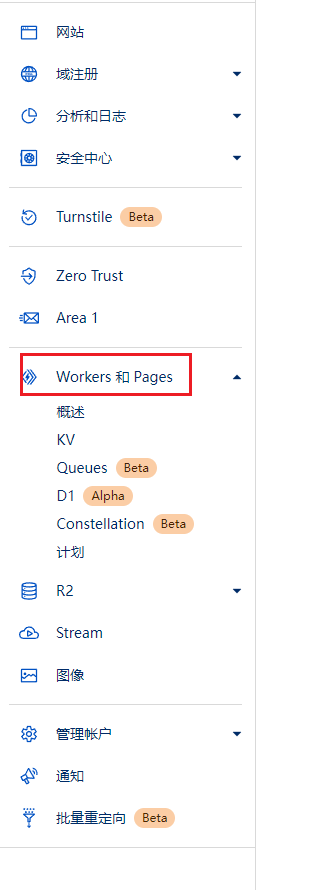 网站
域注册
分析和日志
安全中心
Turnstile Beta
Zero Trust
Area 1
Workers 和 Pages
概述
KV
Queues Beta
D1 Alpha
Constellation Beta
计划
R2
Stream
图像
管理帐户
通知
批量重定向 Beta